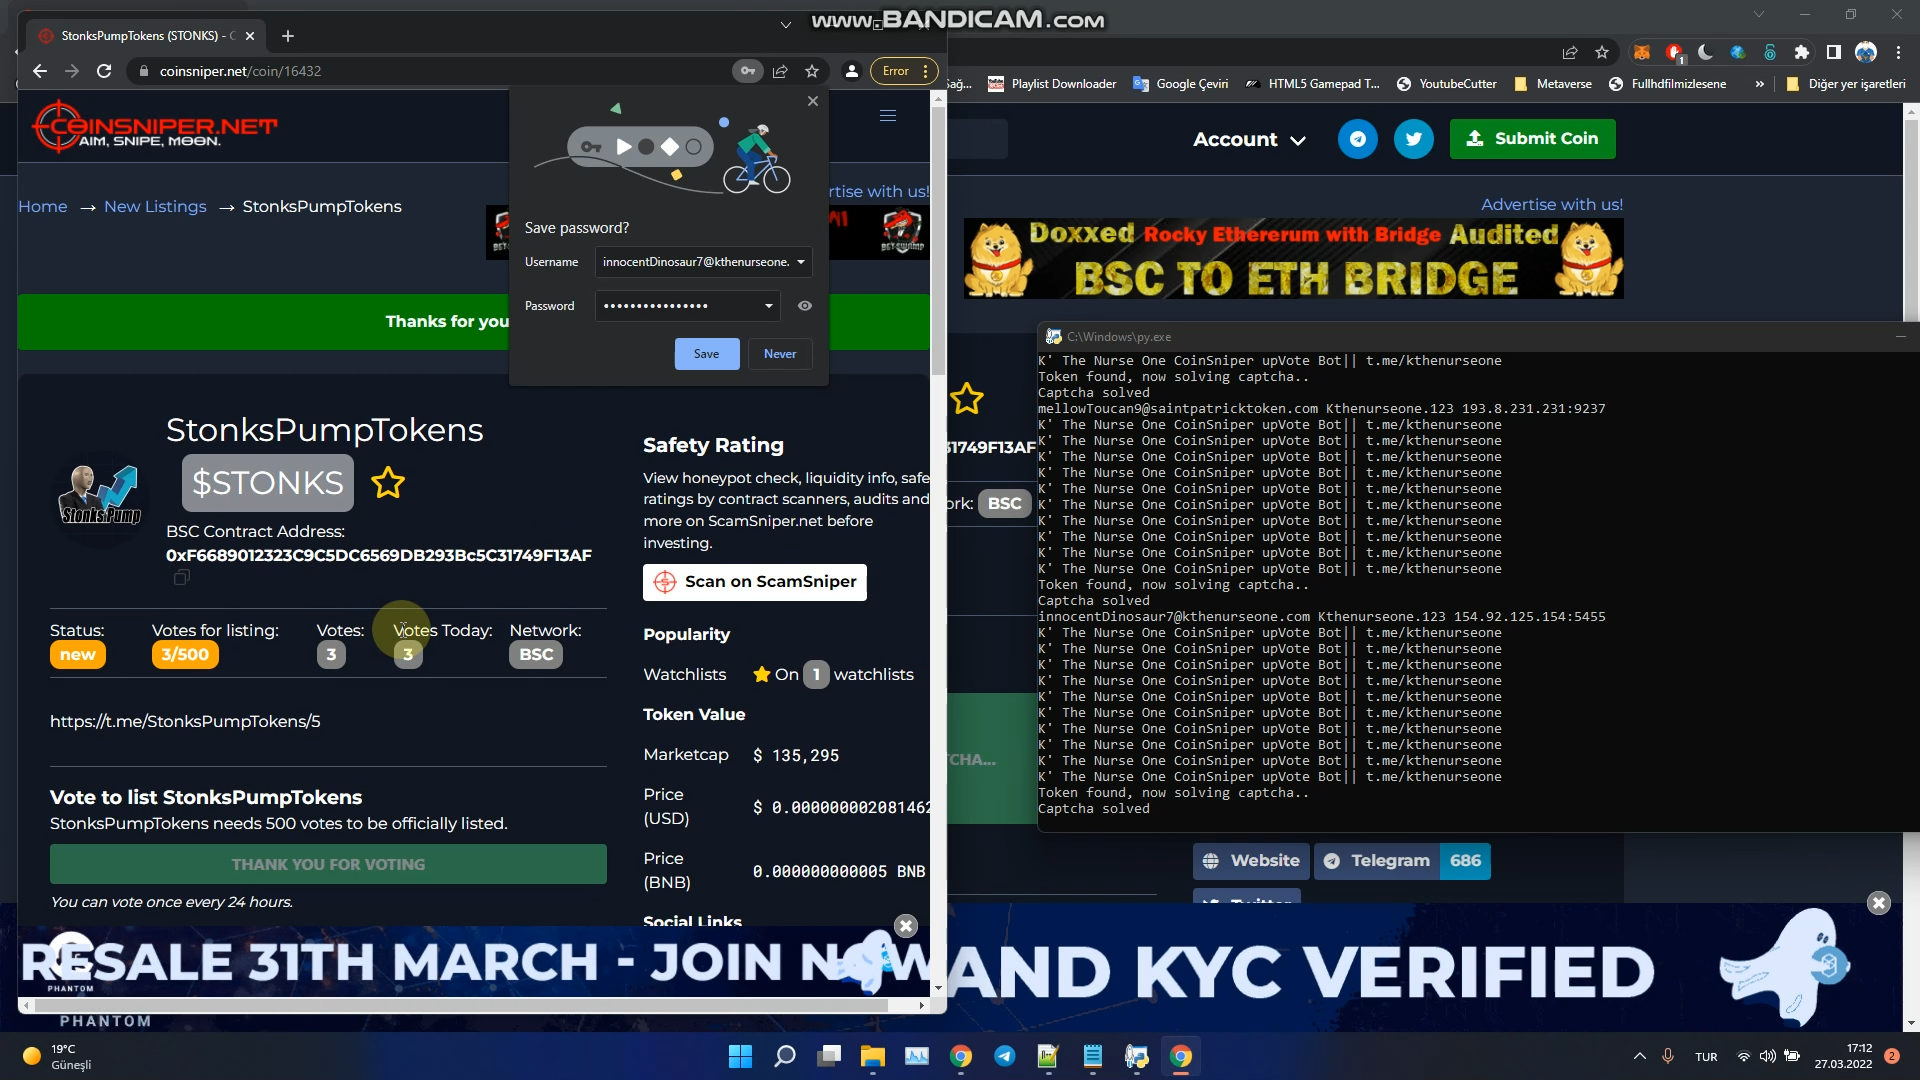 www.BANDICAM.com
StonksPumpTokens (STONKS) - C
coinsniper.net/coin/16432
Error
Playlist Downloader
Google Çeviri
HTML5 Gamepad T...
YoutubeCutter
Metaverse
Fullhdfilmizlesene
»
Diğer yer işaretleri
COINSNIPER.NET
AIM, SNIPE, MOON.
Account
Submit Coin
Home → New Listings → StonksPumpTokens
rtise with us!
Advertise with us!
Doxxed Rocky Ethererum with Bridge Audited
BSC TO ETH BRIDGE
Save password?
Username
innocentDinosaur7@kthenurseone.
Password
••••••••••••••••
Save
Never
Thanks for you
StonksPumpTokens
$STONKS
StonksPump
BSC Contract Address:
0xF6689012323C9C5DC6569DB293Bc5C31749F13AF
Status:
new
Votes for listing:
3/500
Votes:
3
Votes Today:
3
Network:
BSC
https://t.me/StonksPumpTokens/5
Vote to list StonksPumpTokens
StonksPumpTokens needs 500 votes to be officially listed.
THANK YOU FOR VOTING
You can vote once every 24 hours.
Safety Rating
View honeypot check, liquidity info, safe
ratings by contract scanners, audits and
more on ScamSniper.net before
investing.
Scan on ScamSniper
Popularity
Watchlists
On 1 watchlists
Token Value
Marketcap
$ 135,295
Price
(USD)
$ 0.000000002081462
Price
(BNB)
0.000000000005 BNB
Social Links
31749F13AF
ork: BSC
TCHA...
C:\Windows\py.exe
K' The Nurse One CoinSniper upVote Bot|| t.me/kthenurseone
Token found, now solving captcha..
Captcha solved
mellowToucan9@saintpatricktoken.com Kthenurseone.123 193.8.231.231:9237
K' The Nurse One CoinSniper upVote Bot|| t.me/kthenurseone
K' The Nurse One CoinSniper upVote Bot|| t.me/kthenurseone
K' The Nurse One CoinSniper upVote Bot|| t.me/kthenurseone
K' The Nurse One CoinSniper upVote Bot|| t.me/kthenurseone
K' The Nurse One CoinSniper upVote Bot|| t.me/kthenurseone
K' The Nurse One CoinSniper upVote Bot|| t.me/kthenurseone
K' The Nurse One CoinSniper upVote Bot|| t.me/kthenurseone
K' The Nurse One CoinSniper upVote Bot|| t.me/kthenurseone
K' The Nurse One CoinSniper upVote Bot|| t.me/kthenurseone
K' The Nurse One CoinSniper upVote Bot|| t.me/kthenurseone
Token found, now solving captcha..
Captcha solved
innocentDinosaur7@kthenurseone.com Kthenurseone.123 154.92.125.154:5455
K' The Nurse One CoinSniper upVote Bot|| t.me/kthenurseone
K' The Nurse One CoinSniper upVote Bot|| t.me/kthenurseone
K' The Nurse One CoinSniper upVote Bot|| t.me/kthenurseone
K' The Nurse One CoinSniper upVote Bot|| t.me/kthenurseone
K' The Nurse One CoinSniper upVote Bot|| t.me/kthenurseone
K' The Nurse One CoinSniper upVote Bot|| t.me/kthenurseone
K' The Nurse One CoinSniper upVote Bot|| t.me/kthenurseone
K' The Nurse One CoinSniper upVote Bot|| t.me/kthenurseone
K' The Nurse One CoinSniper upVote Bot|| t.me/kthenurseone
K' The Nurse One CoinSniper upVote Bot|| t.me/kthenurseone
Token found, now solving captcha..
Captcha solved
Website
Telegram 686
RESALE 31TH MARCH - JOIN NOW
PHANTOM
AND KYC VERIFIED
PHANTOM
19°C
Güneşli
TUR
17:12
27.03.2022
2